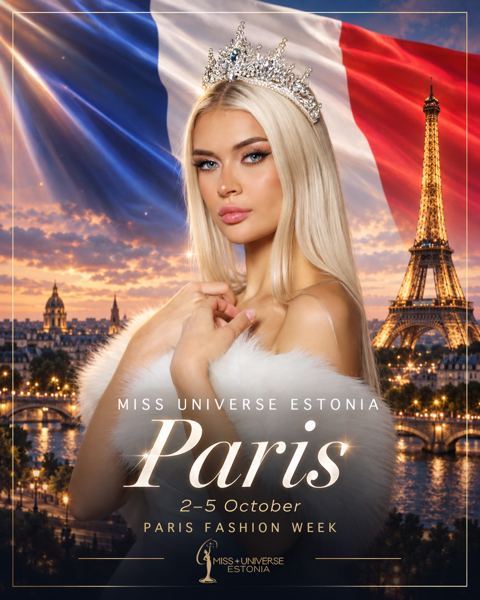 MISS UNIVERSE ESTONIA
Paris
2–5 October
PARIS FASHION WEEK
MISS✦UNIVERSE
ESTONIA